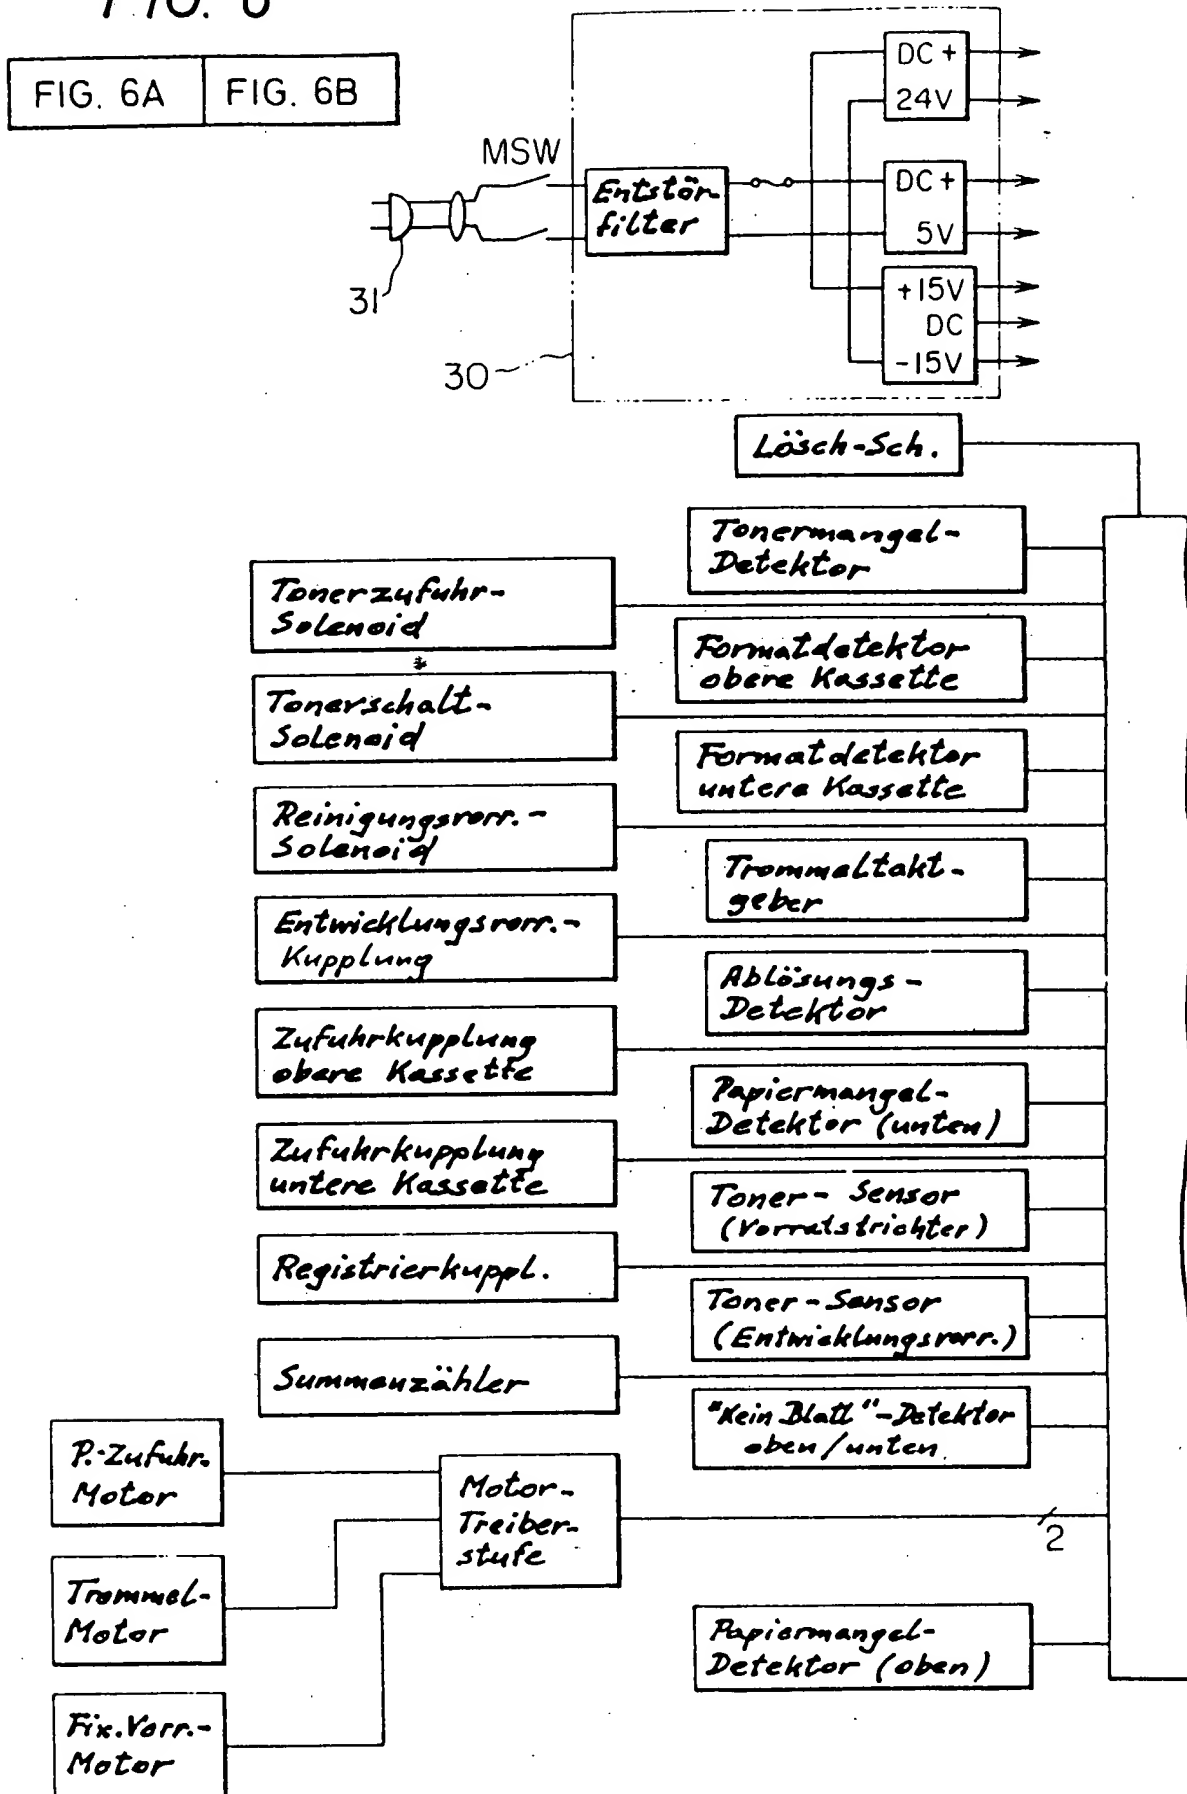 FIG. 6
FIG. 6A
FIG. 6B
MSW
31
30
Entstör-
filter
DC +
24V
DC +
5V
+15V
DC
-15V
Lösch-Sch.
Tonermangel-
Detektor
Tonerzufuhr-
Solenoid
*
Formatdetektor
obere Kassette
Tonerschalt-
Solenoid
Formatdetektor
untere Kassette
Reinigungsvorr.-
Solenoid
Trommeltakt-
geber
Entwicklungsvorr.-
Kupplung
Ablösungs-
Detektor
Zufuhrkupplung
obere Kassette
Papiermangel-
Detektor (unten)
Zufuhrkupplung
untere Kassette
Toner- Sensor
(Vorratstrichter)
Registrierkuppl.
Toner-Sensor
(Entwicklungsvorr.)
Summenzähler
"Kein Blatt"-Detektor
oben/unten
P.-Zufuhr-
Motor
Motor-
Treiber-
stufe
2
Trommel-
Motor
Papiermangel-
Detektor (oben)
Fix.Vorr.-
Motor